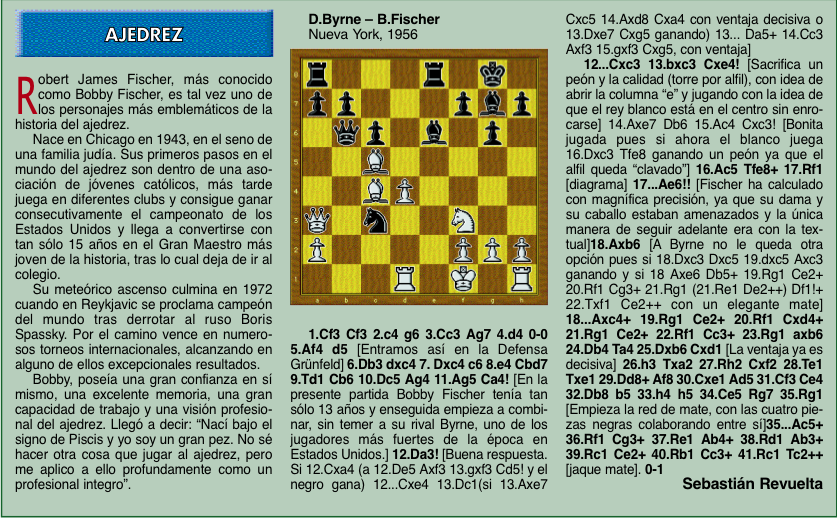 AJEDREZ
Robert James Fischer, más conocido
como Bobby Fischer, es tal vez uno de
los personajes más emblemáticos de la
historia del ajedrez.
Nace en Chicago en 1943, en el seno de
una familia judía. Sus primeros pasos en el
mundo del ajedrez son dentro de una aso-
ciación de jóvenes católicos, más tarde
juega en diferentes clubs y consigue ganar
consecutivamente el campeonato de los
Estados Unidos y llega a convertirse con
tan sólo 15 años en el Gran Maestro más
joven de la historia, tras lo cual deja de ir al
colegio.
Su meteórico ascenso culmina en 1972
cuando en Reykjavic se proclama campeón
del mundo tras derrotar al ruso Boris
Spassky. Por el camino vence en numero-
sos torneos internacionales, alcanzando en
alguno de ellos excepcionales resultados.
Bobby, poseía una gran confianza en sí
mismo, una excelente memoria, una gran
capacidad de trabajo y una visión profesio-
nal del ajedrez. Llegó a decir: “Nací bajo el
signo de Piscis y yo soy un gran pez. No sé
hacer otra cosa que jugar al ajedrez, pero
me aplico a ello profundamente como un
profesional integro”.
D.Byrne – B.Fischer
Nueva York, 1956
8
7
6
5
4
3
2
1
a b c d e f g h
1.Cf3 Cf3 2.c4 g6 3.Cc3 Ag7 4.d4 0-0
5.Af4 d5 [Entramos así en la Defensa
Grünfeld] 6.Db3 dxc4 7. Dxc4 c6 8.e4 Cbd7
9.Td1 Cb6 10.Dc5 Ag4 11.Ag5 Ca4! [En la
presente partida Bobby Fischer tenía tan
sólo 13 años y enseguida empieza a combi-
nar, sin temer a su rival Byrne, uno de los
jugadores más fuertes de la época en
Estados Unidos.] 12.Da3! [Buena respuesta.
Si 12.Cxa4 (a 12.De5 Axf3 13.gxf3 Cd5! y el
negro gana) 12...Cxe4 13.Dc1(si 13.Axe7
Cxc5 14.Axd8 Cxa4 con ventaja decisiva o
13.Dxe7 Cxg5 ganando) 13... Da5+ 14.Cc3
Axf3 15.gxf3 Cxg5, con ventaja]
12...Cxc3 13.bxc3 Cxe4! [Sacrifica un
peón y la calidad (torre por alfil), con idea de
abrir la columna “e” y jugando con la idea de
que el rey blanco está en el centro sin enro-
carse] 14.Axe7 Db6 15.Ac4 Cxc3! [Bonita
jugada pues si ahora el blanco juega
16.Dxc3 Tfe8 ganando un peón ya que el
alfil queda “clavado”] 16.Ac5 Tfe8+ 17.Rf1
[diagrama] 17...Ae6!! [Fischer ha calculado
con magnífica precisión, ya que su dama y
su caballo estaban amenazados y la única
manera de seguir adelante era con la tex-
tual]18.Axb6 [A Byrne no le queda otra
opción pues si 18.Dxc3 Dxc5 19.dxc5 Axc3
ganando y si 18 Axe6 Db5+ 19.Rg1 Ce2+
20.Rf1 Cg3+ 21.Rg1 (21.Re1 De2++) Df1!+
22.Txf1 Ce2++ con un elegante mate]
18...Axc4+ 19.Rg1 Ce2+ 20.Rf1 Cxd4+
21.Rg1 Ce2+ 22.Rf1 Cc3+ 23.Rg1 axb6
24.Db4 Ta4 25.Dxb6 Cxd1 [La ventaja ya es
decisiva] 26.h3 Txa2 27.Rh2 Cxf2 28.Te1
Txe1 29.Dd8+ Af8 30.Cxe1 Ad5 31.Cf3 Ce4
32.Db8 b5 33.h4 h5 34.Ce5 Rg7 35.Rg1
[Empieza la red de mate, con las cuatro pie-
zas negras colaborando entre sí]35...Ac5+
36.Rf1 Cg3+ 37.Re1 Ab4+ 38.Rd1 Ab3+
39.Rc1 Ce2+ 40.Rb1 Cc3+ 41.Rc1 Tc2++
[jaque mate]. 0-1
Sebastián Revuelta